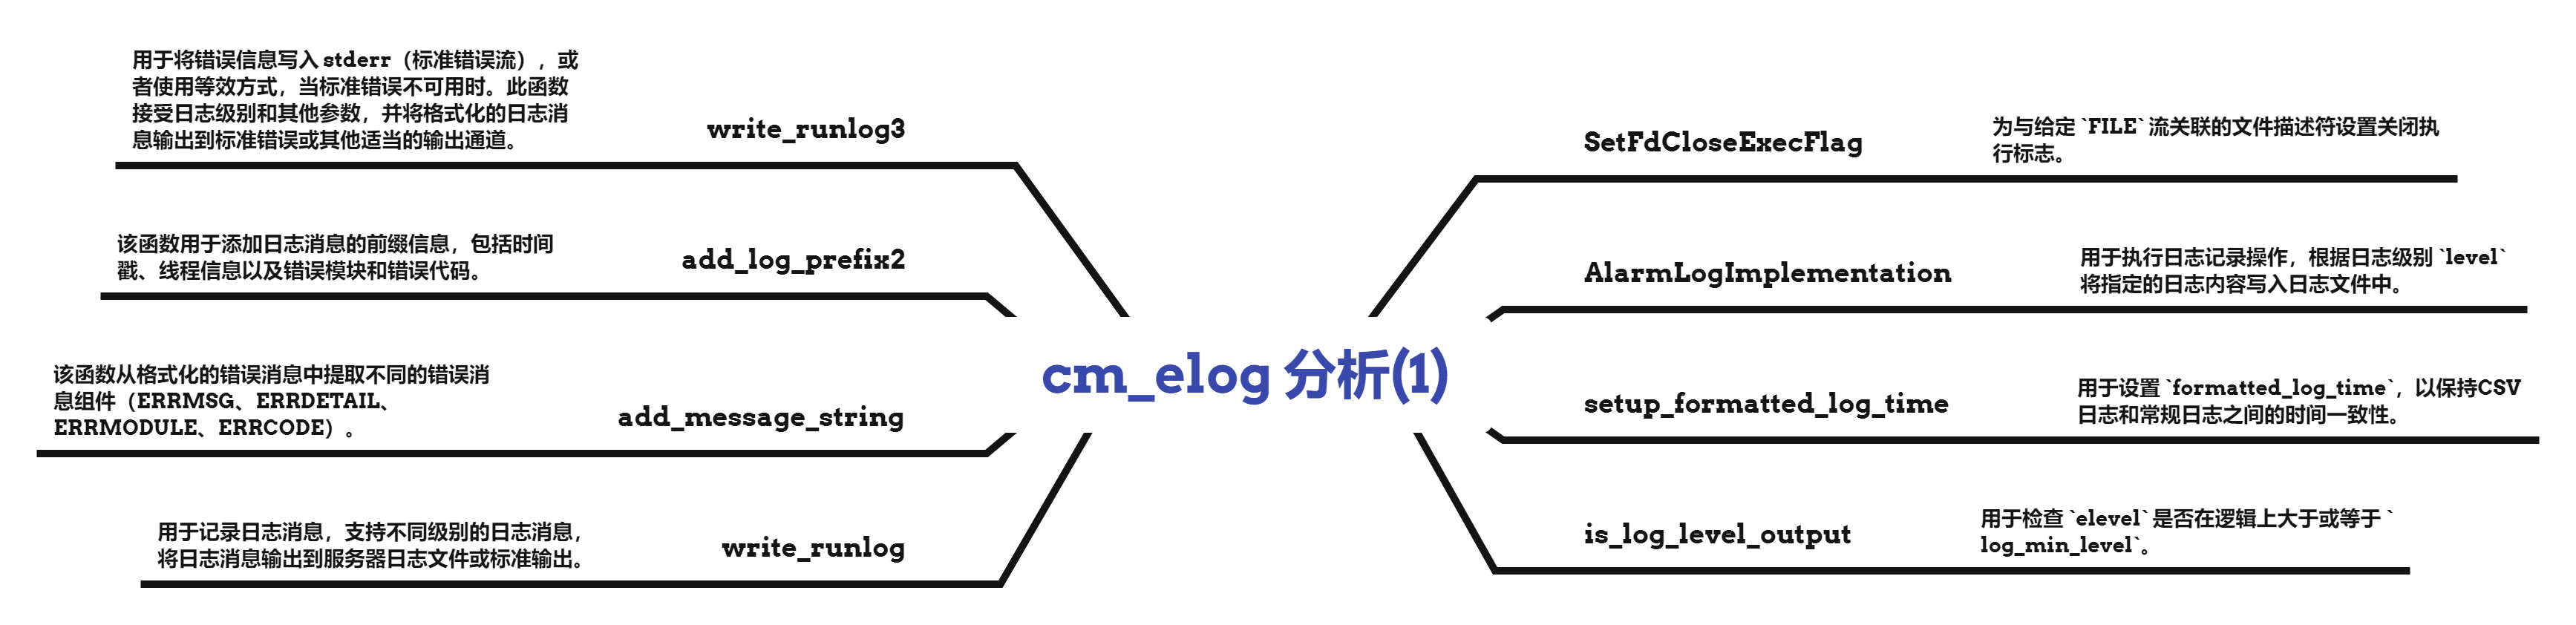 cm_elog 分析(1)
SetFdCloseExecFlag
为与给定 `FILE` 流关联的文件描述符设置关闭执
行标志。
AlarmLogImplementation
用于执行日志记录操作，根据日志级别 `level`
将指定的日志内容写入日志文件中。
setup_formatted_log_time
用于设置 `formatted_log_time`，以保持CSV
日志和常规日志之间的时间一致性。
is_log_level_output
用于检查 `elevel` 是否在逻辑上大于或等于 `
log_min_level`。
write_runlog3
用于将错误信息写入 stderr（标准错误流），或
者使用等效方式，当标准错误不可用时。此函数
接受日志级别和其他参数，并将格式化的日志消
息输出到标准错误或其他适当的输出通道。
add_log_prefix2
该函数用于添加日志消息的前缀信息，包括时间
戳、线程信息以及错误模块和错误代码。
add_message_string
该函数从格式化的错误消息中提取不同的错误消
息组件（ERRMSG、ERRDETAIL、
ERRMODULE、ERRCODE）。
write_runlog
用于记录日志消息，支持不同级别的日志消息，
将日志消息输出到服务器日志文件或标准输出。